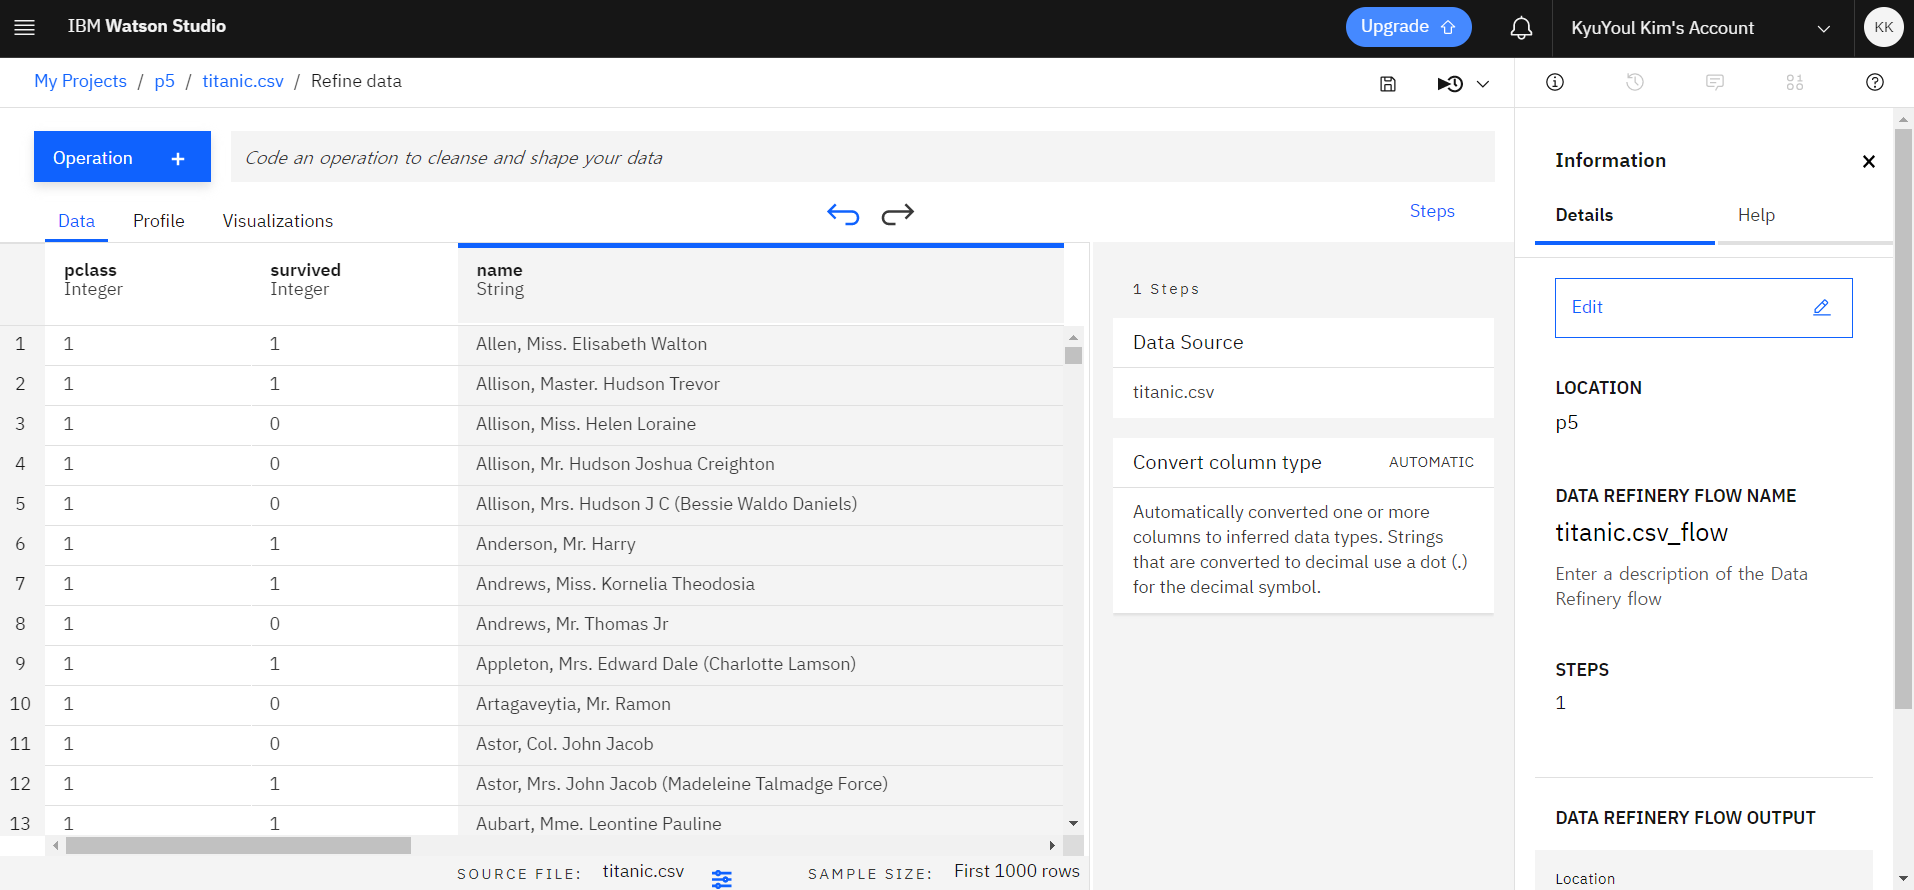 IBM Watson Studio
Upgrade
KyuYoul Kim's Account
KK
My Projects / p5 / titanic.csv / Refine data
Operation +
Code an operation to cleanse and shape your data
Data Profile Visualizations
Steps
pclass survived name
Integer Integer String
1 1 1 Allen, Miss. Elisabeth Walton
2 1 1 Allison, Master. Hudson Trevor
3 1 0 Allison, Miss. Helen Loraine
4 1 0 Allison, Mr. Hudson Joshua Creighton
5 1 0 Allison, Mrs. Hudson J C (Bessie Waldo Daniels)
6 1 1 Anderson, Mr. Harry
7 1 1 Andrews, Miss. Kornelia Theodosia
8 1 0 Andrews, Mr. Thomas Jr
9 1 1 Appleton, Mrs. Edward Dale (Charlotte Lamson)
10 1 0 Artagaveytia, Mr. Ramon
11 1 0 Astor, Col. John Jacob
12 1 1 Astor, Mrs. John Jacob (Madeleine Talmadge Force)
13 1 1 Aubart, Mme. Leontine Pauline
SOURCE FILE: titanic.csv SAMPLE SIZE: First 1000 rows
1 Steps
Data Source
titanic.csv
Convert column type AUTOMATIC
Automatically converted one or more
columns to inferred data types. Strings
that are converted to decimal use a dot (.)
for the decimal symbol.
Information
Details Help
Edit
LOCATION
p5
DATA REFINERY FLOW NAME
titanic.csv_flow
Enter a description of the Data
Refinery flow
STEPS
1
DATA REFINERY FLOW OUTPUT
Location